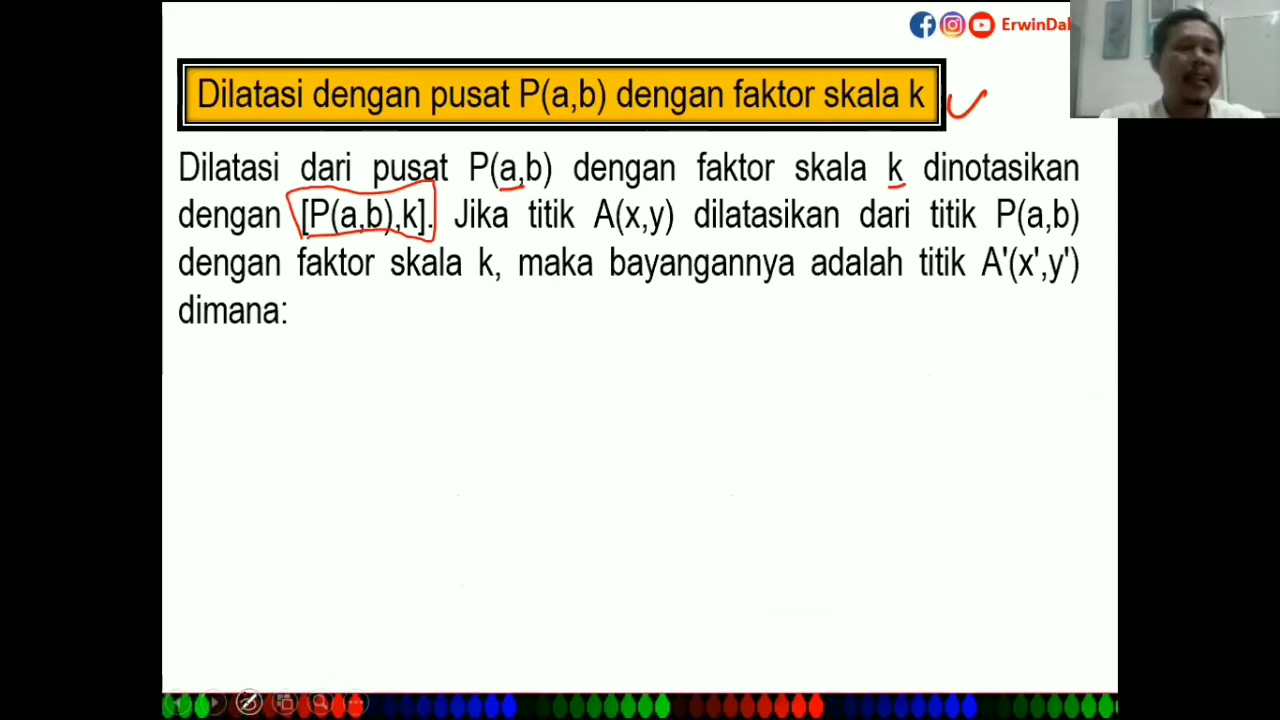 ErwinDa
Dilatasi dengan pusat P(a,b) dengan faktor skala k
Dilatasi dari pusat P(a,b) dengan faktor skala k dinotasikan
dengan [P(a,b),k]. Jika titik A(x,y) dilatasikan dari titik P(a,b)
dengan faktor skala k, maka bayangannya adalah titik A'(x',y')
dimana: